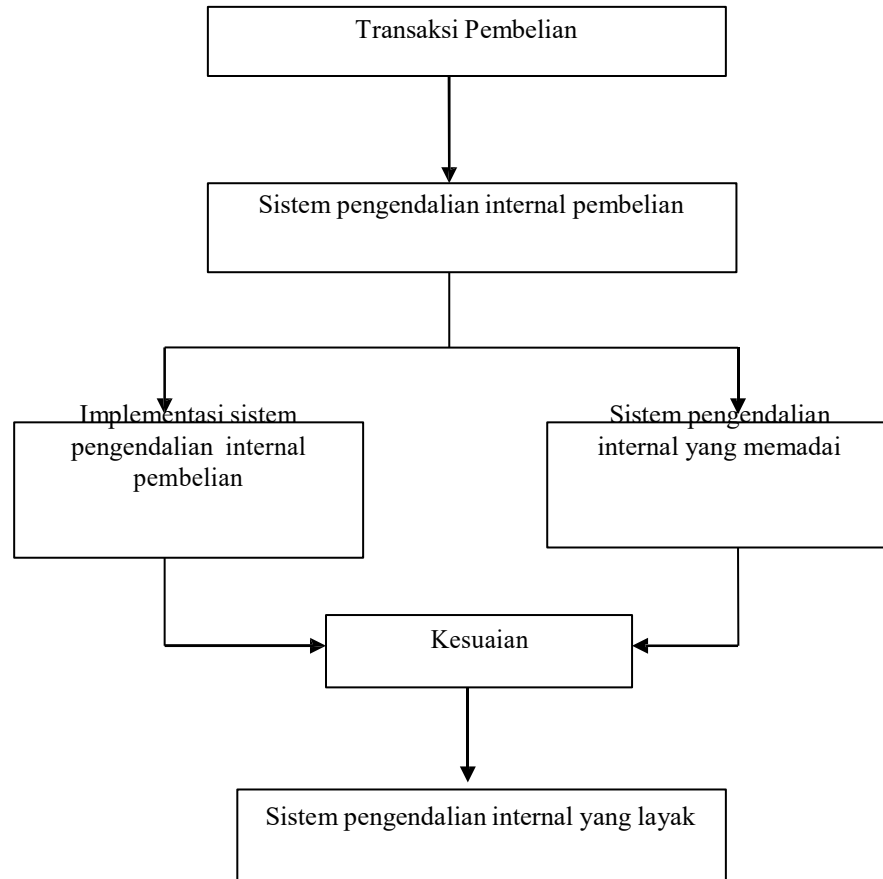 Transaksi Pembelian
Sistem pengendalian internal pembelian
Implementasi sistem
pengendalian internal
pembelian
Sistem pengendalian
internal yang memadai
Kesuaian
Sistem pengendalian internal yang layak